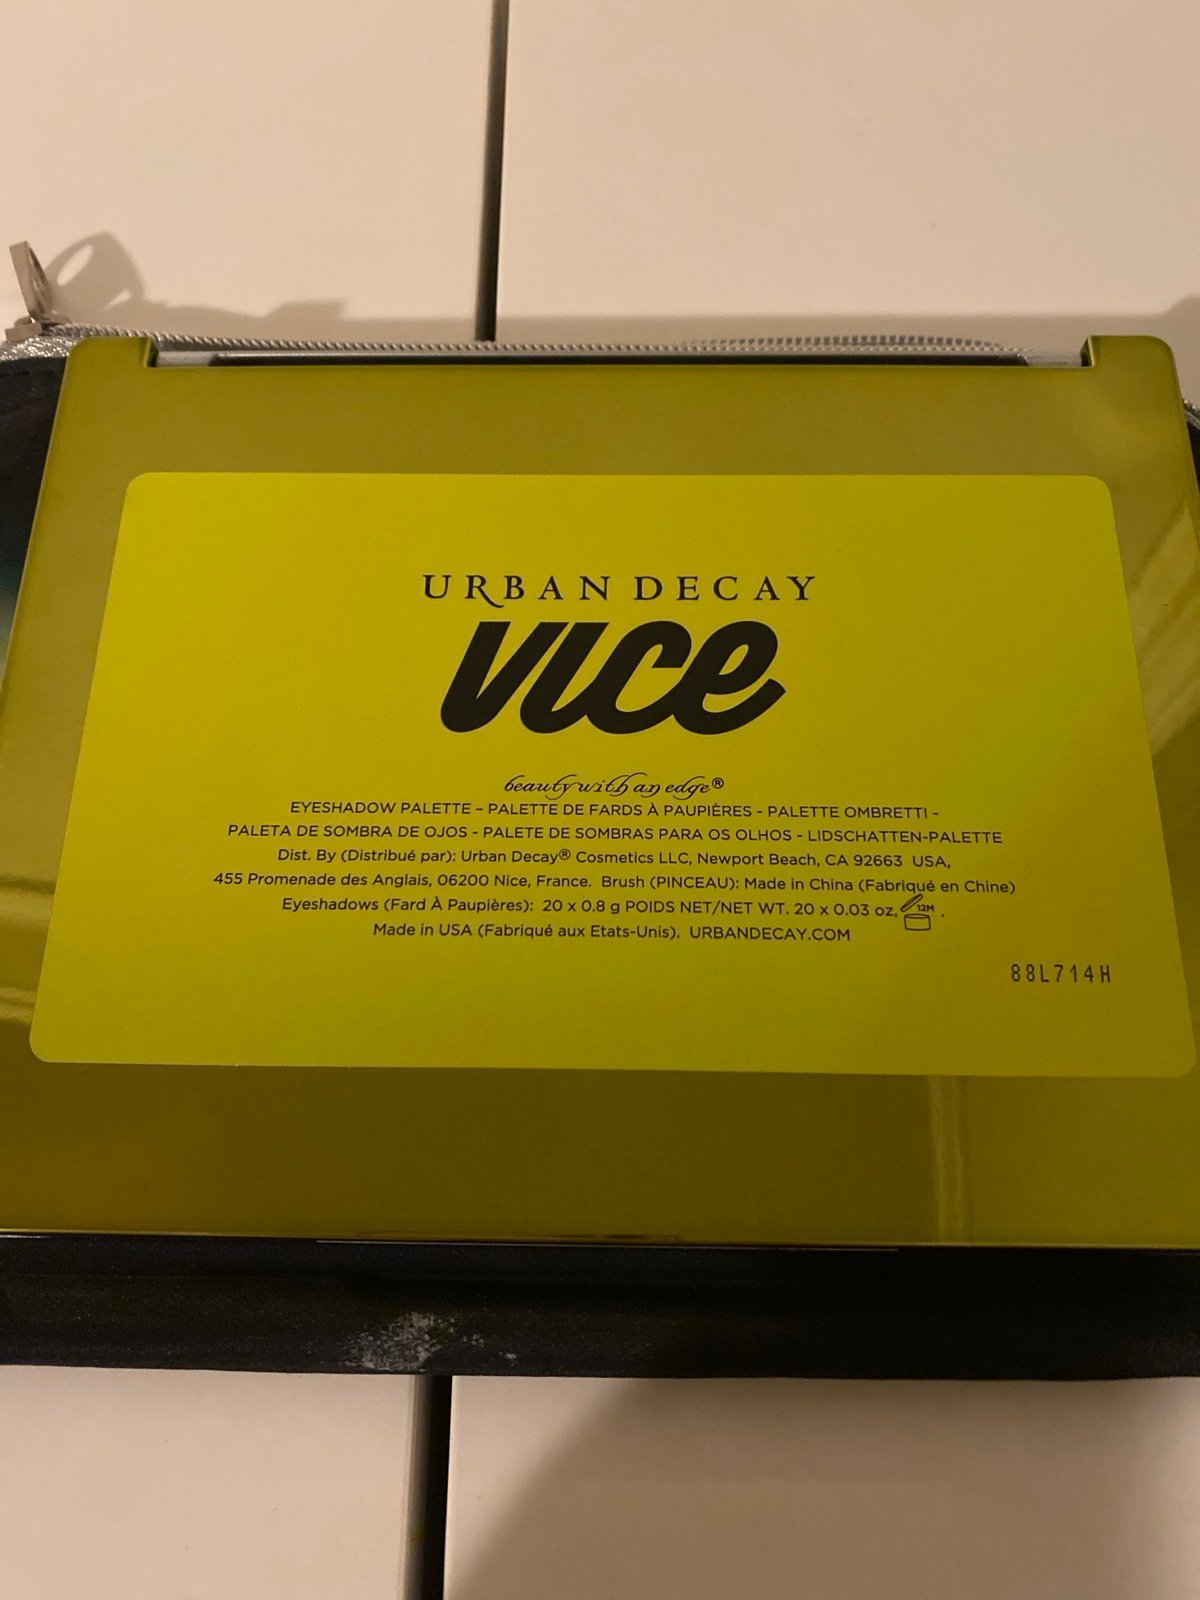 URBAN DECAY
vice
beauty with an edge®
EYESHADOW PALETTE – PALETTE DE FARDS À PAUPIÈRES - PALETTE OMBRETTI -
PALETA DE SOMBRA DE OJOS - PALETE DE SOMBRAS PARA OS OLHOS - LIDSCHATTEN-PALETTE
Dist. By (Distribué par): Urban Decay® Cosmetics LLC, Newport Beach, CA 92663 USA,
455 Promenade des Anglais, 06200 Nice, France. Brush (PINCEAU): Made in China (Fabriqué en Chine)
Eyeshadows (Fard À Paupières): 20 x 0.8 g POIDS NET/NET WT. 20 x 0.03 oz, 12M .
Made in USA (Fabriqué aux Etats-Unis). URBANDECAY.COM
88L714H